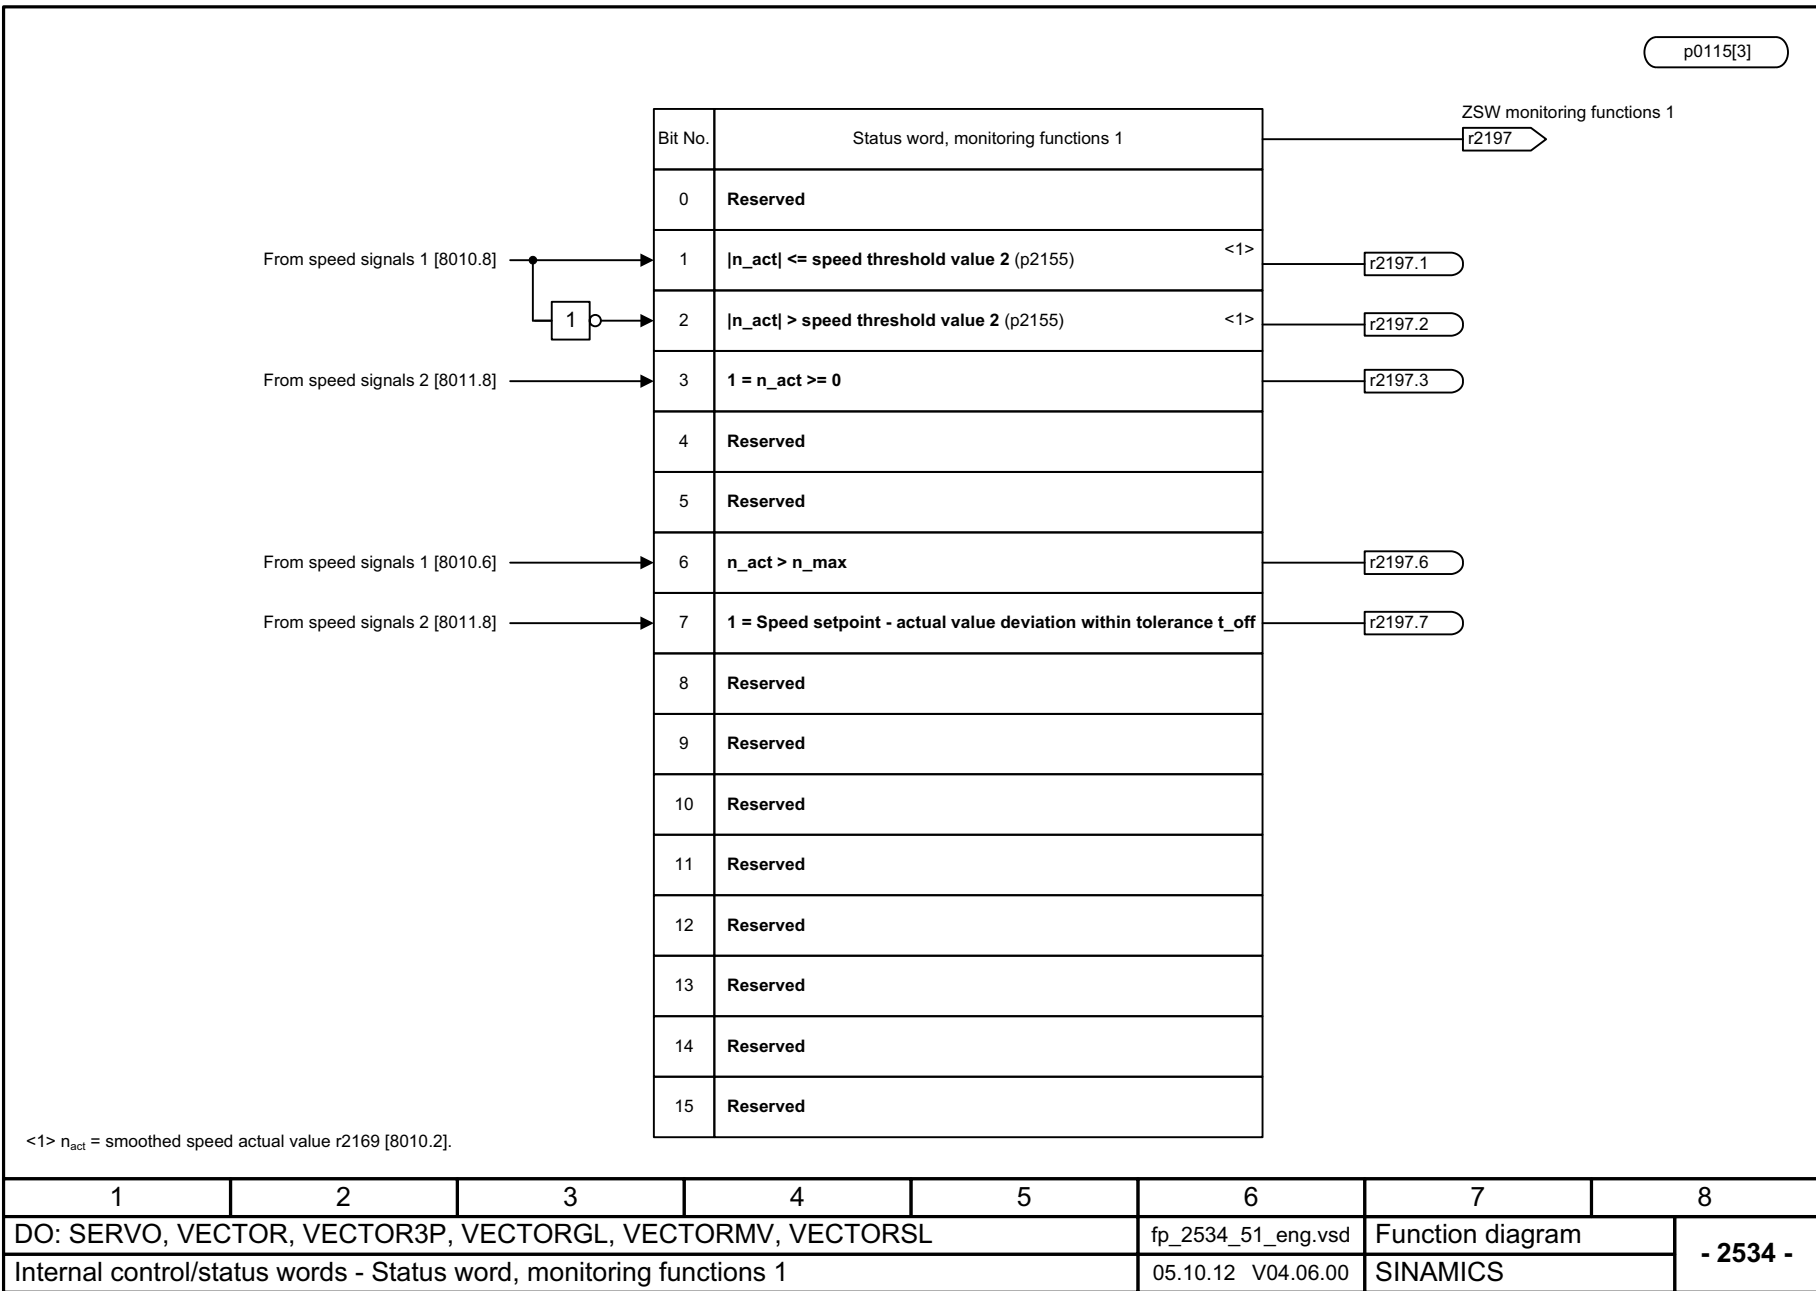 p0115[3]
ZSW monitoring functions 1
Bit No. Status word, monitoring functions 1 r2197
0 Reserved
From speed signals 1 [8010.8] 1 |n_act| <= speed threshold value 2 (p2155) <1> r2197.1
1 2 |n_act| > speed threshold value 2 (p2155) <1> r2197.2
From speed signals 2 [8011.8] 3 1 = n_act >= 0 r2197.3
4 Reserved
5 Reserved
From speed signals 1 [8010.6] 6 n_act > n_max r2197.6
From speed signals 2 [8011.8] 7 1 = Speed setpoint - actual value deviation within tolerance t_off r2197.7
8 Reserved
9 Reserved
10 Reserved
11 Reserved
12 Reserved
13 Reserved
14 Reserved
15 Reserved
<1> nact = smoothed speed actual value r2169 [8010.2].
1 2 3 4 5 6 7 8
DO: SERVO, VECTOR, VECTOR3P, VECTORGL, VECTORMV, VECTORSL fp_2534_51_eng.vsd Function diagram - 2534 -
Internal control/status words - Status word, monitoring functions 1 05.10.12 V04.06.00 SINAMICS